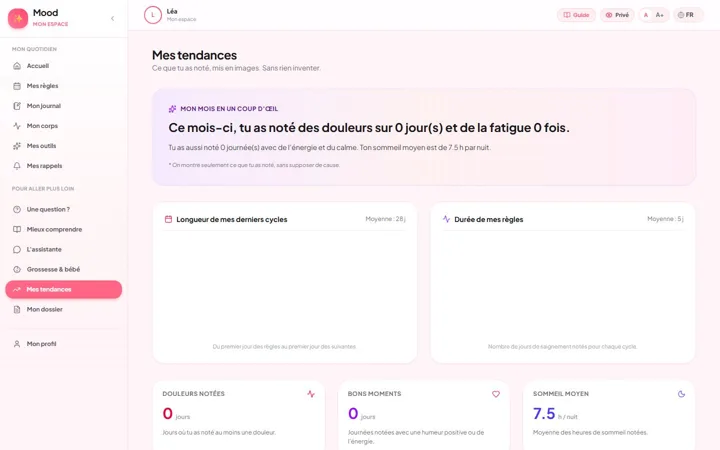 Mood
MON ESPACE
MON QUOTIDIEN
Accueil
Mes règles
Mon journal
Mon corps
Mes outils
Mes rappels
POUR ALLER PLUS LOIN
Une question ?
Mieux comprendre
L'assistante
Grossesse & bébé
Mes tendances
Mon dossier
Mon profil
L
Léa
Mon espace
Guide
Privé
A A+
FR
Mes tendances
Ce que tu as noté, mis en images. Sans rien inventer.
MON MOIS EN UN COUP D'ŒIL
Ce mois-ci, tu as noté des douleurs sur 0 jour(s) et de la fatigue 0 fois.
Tu as aussi noté 0 journée(s) avec de l'énergie et du calme. Ton sommeil moyen est de 7.5 h par nuit.
* On montre seulement ce que tu as noté, sans supposer de cause.
Longueur de mes derniers cycles
Moyenne : 28 j
Du premier jour des règles au premier jour des suivantes.
Durée de mes règles
Moyenne : 5 j
Nombre de jours de saignement notés pour chaque cycle.
DOULEURS NOTÉES
0 jours
Jours où tu as noté au moins une douleur.
BONS MOMENTS
0 jours
Journées notées avec une humeur positive ou de
l'énergie.
SOMMEIL MOYEN
7.5 h / nuit
Moyenne des heures de sommeil notées.